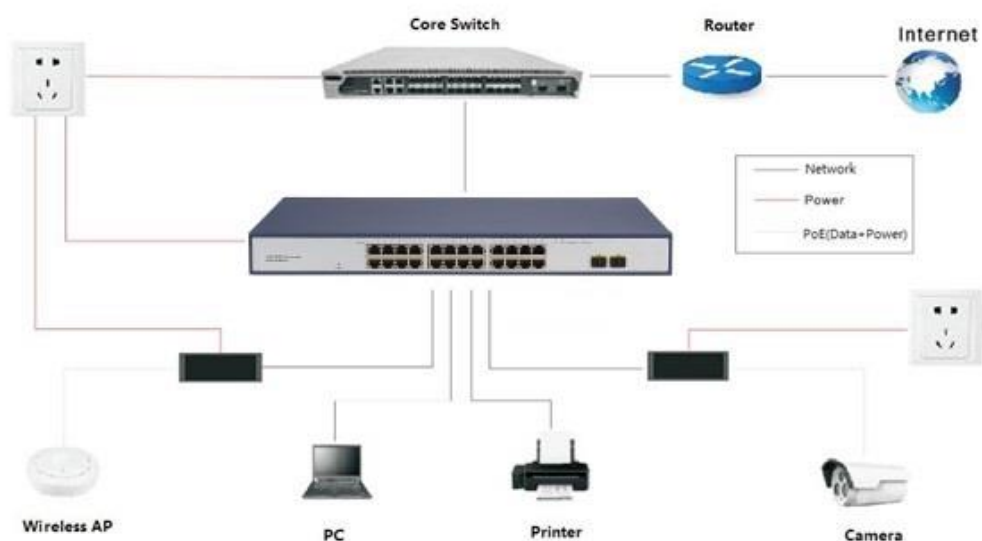 Core Switch
Router
Internet
Network
Power
PoE(Data+Power)
Wireless AP
PC
Printer
Camera